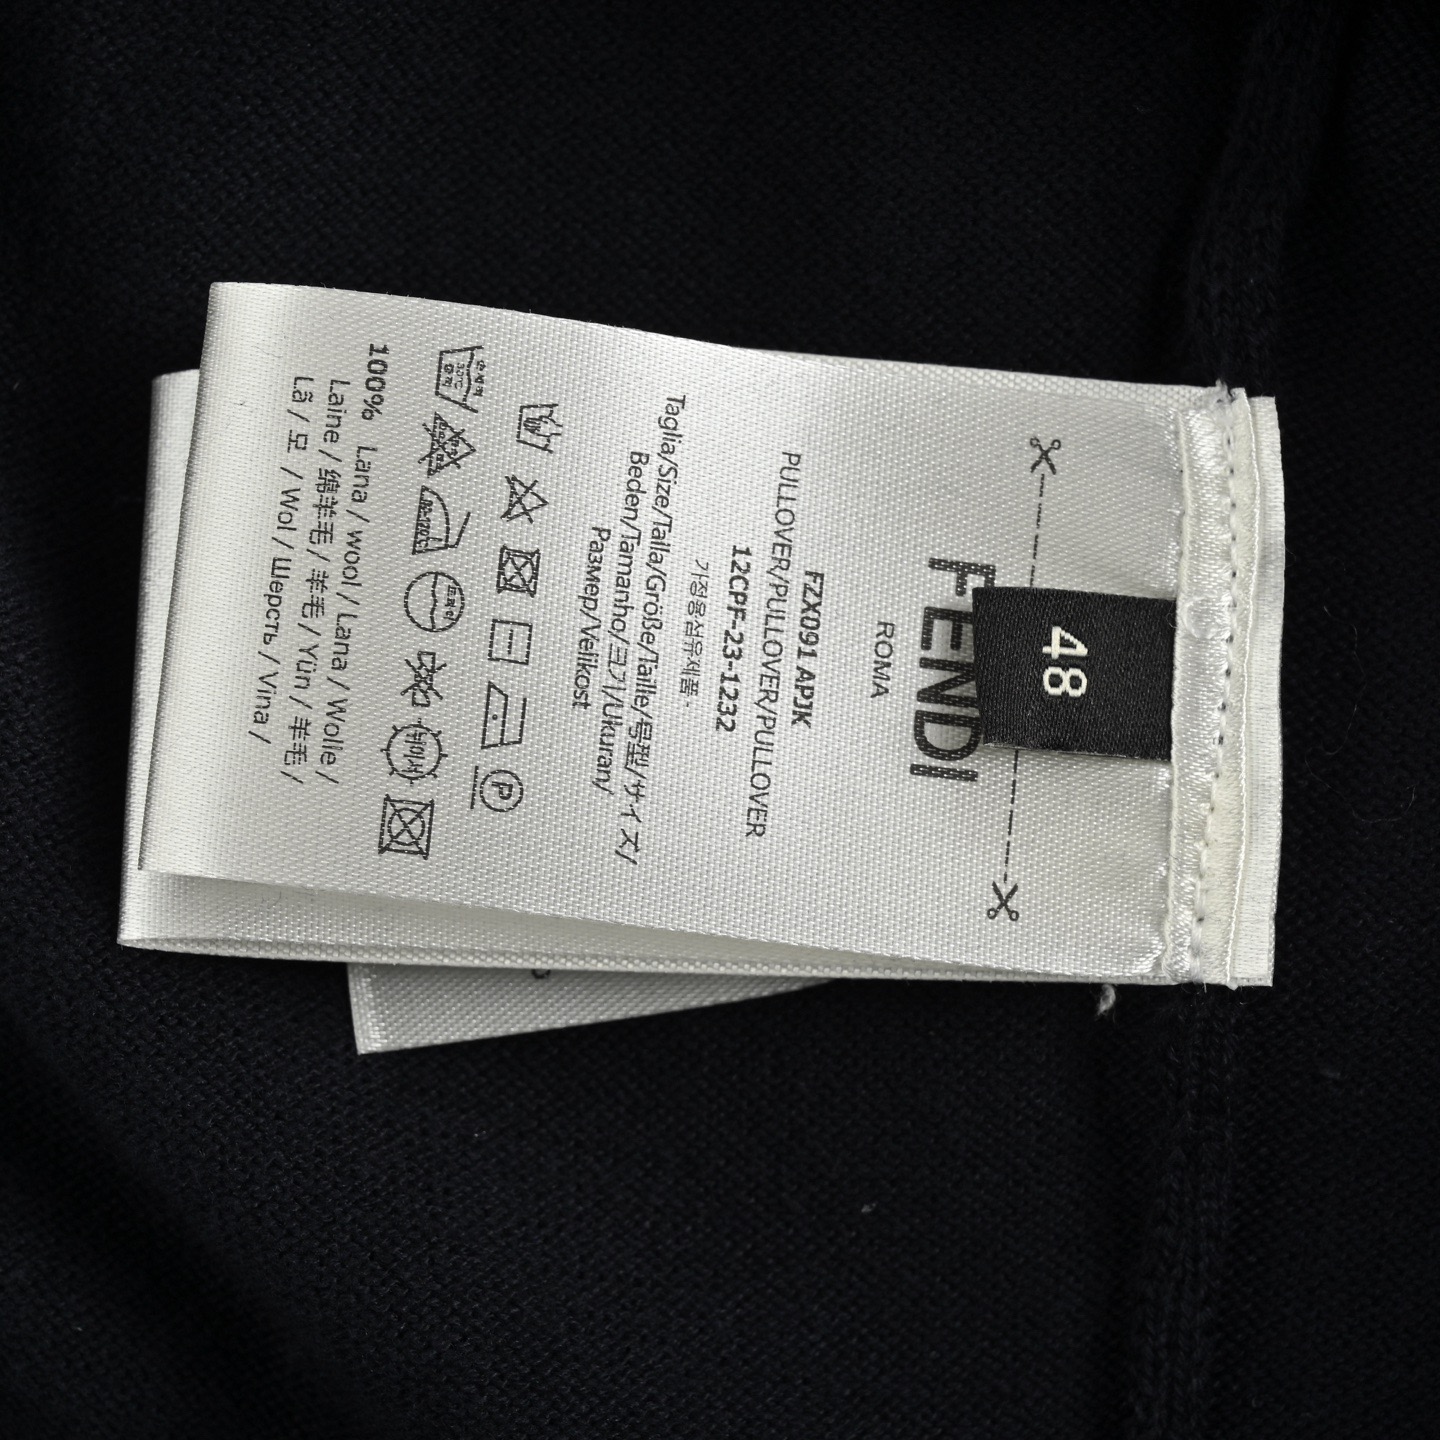 48
FENDI
ROMA
FZX091 APJK
PULLOVER/PULLOVER/PULLOVER/PULLOVER
12CPF-23-1232
가정용섬유제품-
Taglia/Size/Talla/Größe/Taille/号型/サイズ/
Beden/Tamanho/크기/Ukuran/
Размер/Velikost
P
100% Lana / wool / Lana / Wolle /
Laine / 绵羊毛 / 羊毛 / Yün / 羊毛 /
Lã / 모 / Wol / Шерсть / Vlna /